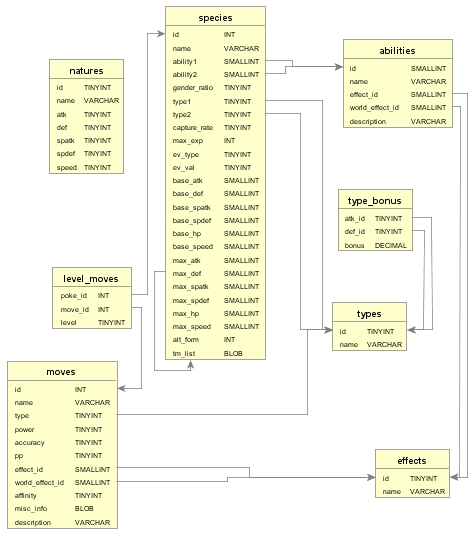 species
id INT
name VARCHAR
ability1 SMALLINT
ability2 SMALLINT
gender_ratio TINYINT
type1 TINYINT
type2 TINYINT
capture_rate TINYINT
max_exp INT
ev_type TINYINT
ev_val TINYINT
base_atk SMALLINT
base_def SMALLINT
base_spatk SMALLINT
base_spdef SMALLINT
base_hp SMALLINT
base_speed SMALLINT
max_atk SMALLINT
max_def SMALLINT
max_spatk SMALLINT
max_spdef SMALLINT
max_hp SMALLINT
max_speed SMALLINT
alt_form INT
tm_list BLOB
abilities
id SMALLINT
name VARCHAR
effect_id SMALLINT
world_effect_id SMALLINT
description VARCHAR
natures
id TINYINT
name VARCHAR
atk TINYINT
def TINYINT
spatk TINYINT
spdef TINYINT
speed TINYINT
type_bonus
atk_id TINYINT
def_id TINYINT
bonus DECIMAL
level_moves
poke_id INT
move_id INT
level TINYINT
types
id TINYINT
name VARCHAR
moves
id INT
name VARCHAR
type TINYINT
power TINYINT
accuracy TINYINT
pp TINYINT
effect_id SMALLINT
world_effect_id SMALLINT
affinity TINYINT
misc_info BLOB
description VARCHAR
effects
id TINYINT
name VARCHAR